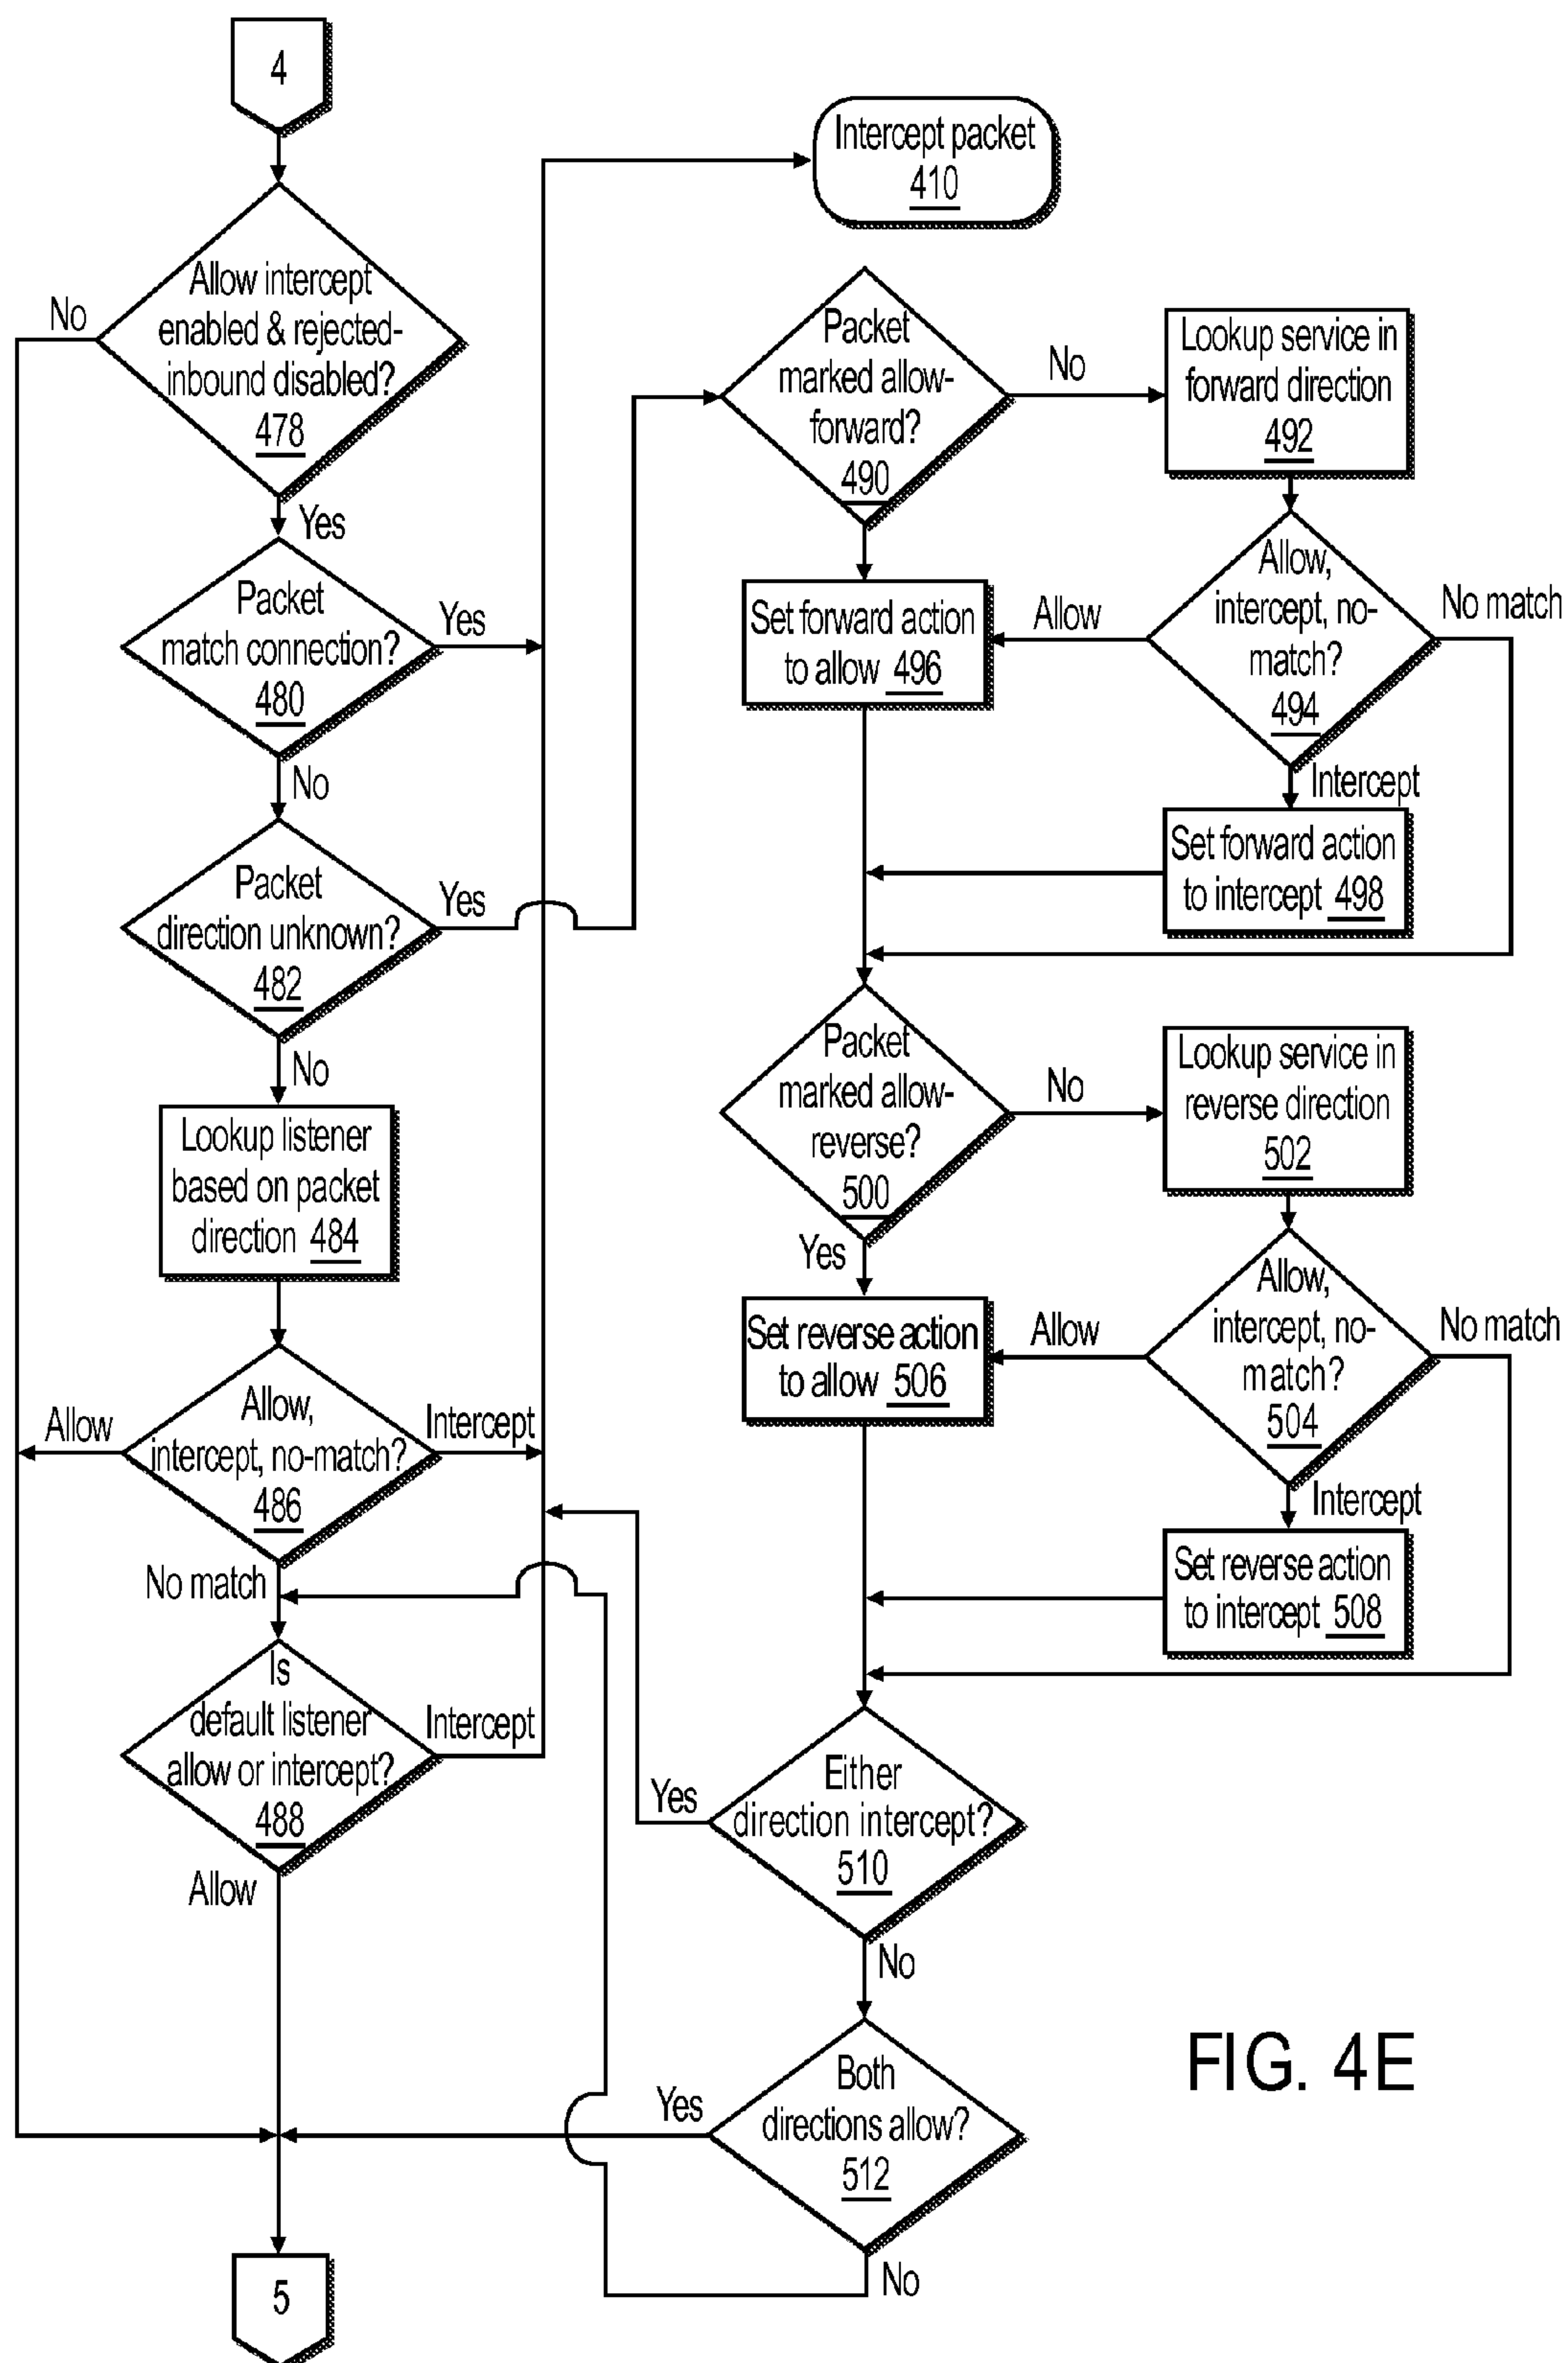 4
Allow intercept
enabled & rejected-
inbound disabled?
478
No
Yes
Packet
match connection?
480
Yes
No
Packet
direction unknown?
482
Yes
No
Lookup listener
based on packet
direction 484
Allow,
intercept, no-match?
486
Allow
Intercept
No match
Is
default listener
allow or intercept?
488
Intercept
Allow
5
Intercept packet
410
Packet
marked allow-
forward?
490
No
Lookup service in
forward direction
492
Allow,
intercept, no-
match?
494
Allow
No match
Intercept
Set forward action
to allow 496
Set forward action
to intercept 498
Packet
marked allow-
reverse?
500
No
Yes
Lookup service in
reverse direction
502
Allow,
intercept, no-
match?
504
Allow
No match
Intercept
Set reverse action
to allow 506
Set reverse action
to intercept 508
Either
direction intercept?
510
Yes
No
Both
directions allow?
512
Yes
No
FIG. 4E